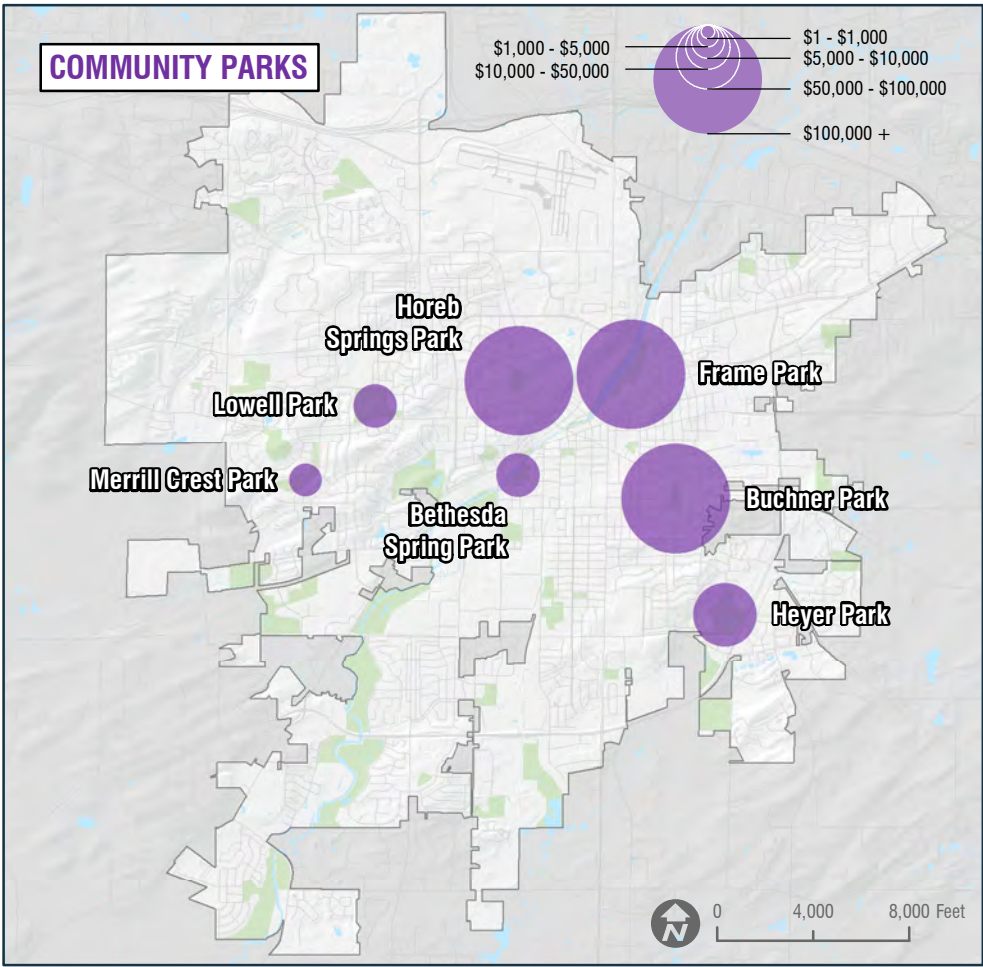 COMMUNITY PARKS
$1 - $1,000
$1,000 - $5,000
$5,000 - $10,000
$10,000 - $50,000
$50,000 - $100,000
$100,000 +
Horeb
Springs Park
Frame Park
Lowell Park
Merrill Crest Park
Bethesda
Spring Park
Buchner Park
Heyer Park
N
0 4,000 8,000 Feet